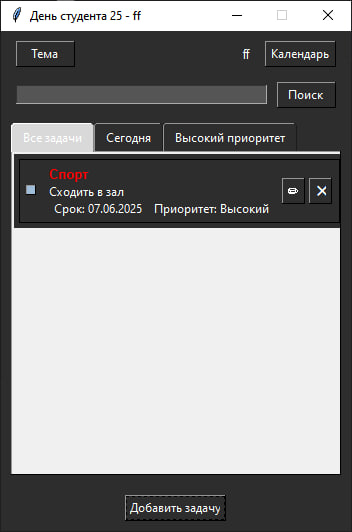 День студента 25 - ff
Тема ff Календарь
Поиск
Все задачи Сегодня Высокий приоритет
Спорт
Сходить в зал
Срок: 07.06.2025 Приоритет: Высокий
Добавить задачу